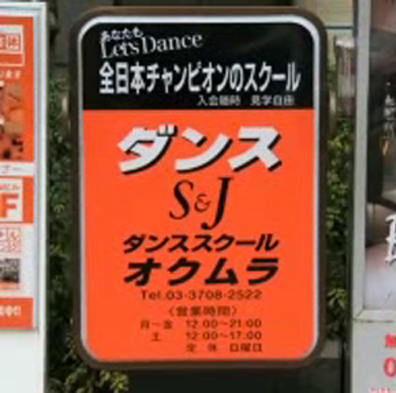 あなたも
Let's Dance
全日本チャンピオンのスクール
入会随時 見学自由
ダンス
S&J
ダンススクール
オクムラ
Tel.03-3708-2522
〈営業時間〉
月－金 12:00～21:00
土 12:00～17:00
定休 日曜日
F